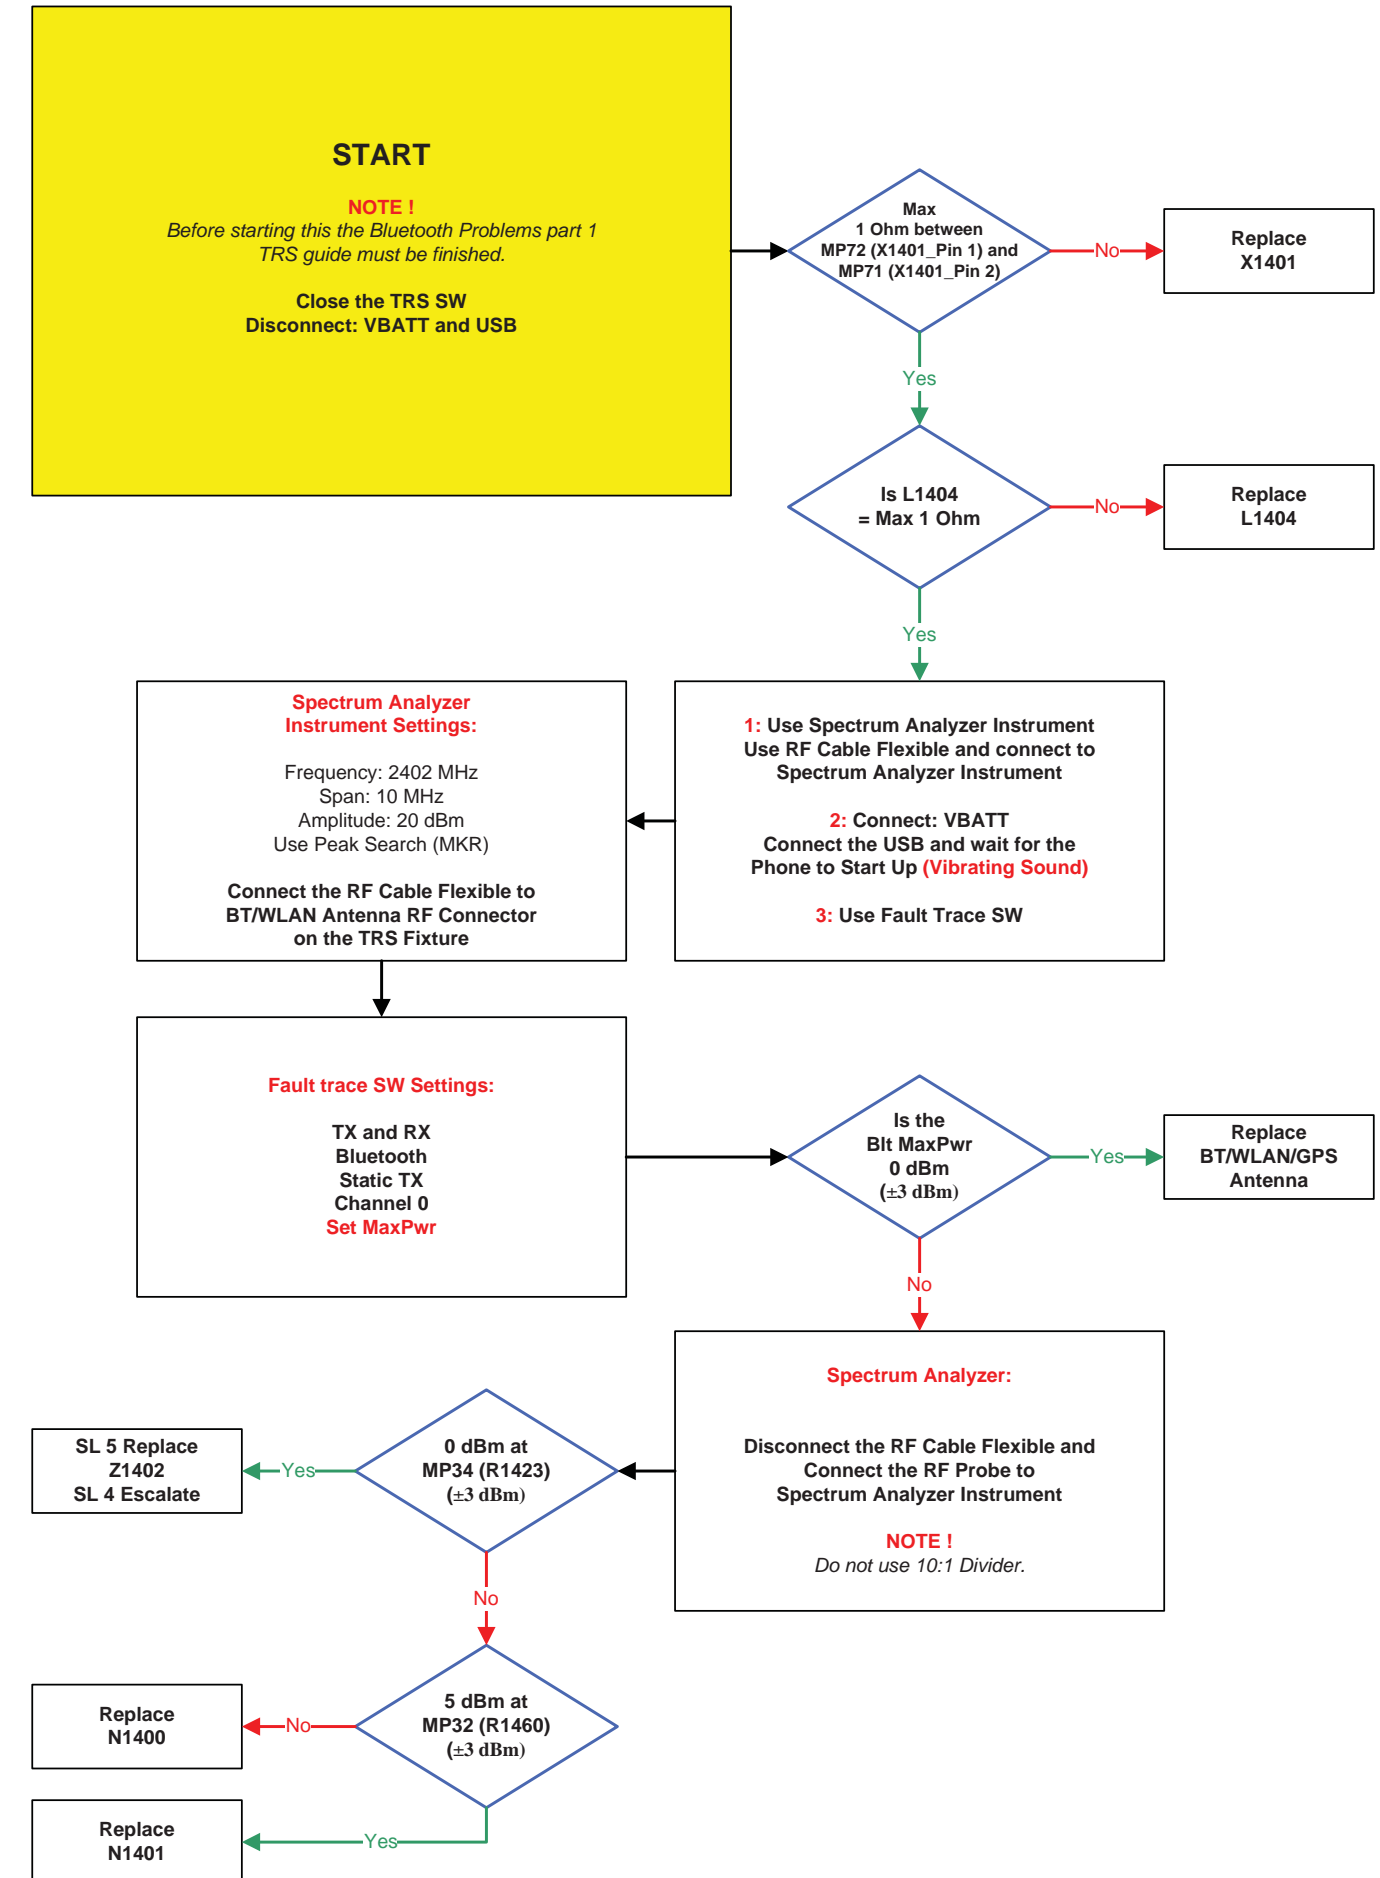 START
NOTE !
Before starting this the Bluetooth Problems part 1
TRS guide must be finished.
Close the TRS SW
Disconnect: VBATT and USB
Max
1 Ohm between
MP72 (X1401_Pin 1) and
MP71 (X1401_Pin 2)
No
Replace
X1401
Yes
Is L1404
= Max 1 Ohm
No
Replace
L1404
Yes
1: Use Spectrum Analyzer Instrument
Use RF Cable Flexible and connect to
Spectrum Analyzer Instrument
2: Connect: VBATT
Connect the USB and wait for the
Phone to Start Up (Vibrating Sound)
3: Use Fault Trace SW
Spectrum Analyzer
Instrument Settings:
Frequency: 2402 MHz
Span: 10 MHz
Amplitude: 20 dBm
Use Peak Search (MKR)
Connect the RF Cable Flexible to
BT/WLAN Antenna RF Connector
on the TRS Fixture
Fault trace SW Settings:
TX and RX
Bluetooth
Static TX
Channel 0
Set MaxPwr
Is the
Blt MaxPwr
0 dBm
(±3 dBm)
Yes
Replace
BT/WLAN/GPS
Antenna
No
Spectrum Analyzer:
Disconnect the RF Cable Flexible and
Connect the RF Probe to
Spectrum Analyzer Instrument
NOTE !
Do not use 10:1 Divider.
0 dBm at
MP34 (R1423)
(±3 dBm)
Yes
SL 5 Replace
Z1402
SL 4 Escalate
No
5 dBm at
MP32 (R1460)
(±3 dBm)
No
Replace
N1400
Yes
Replace
N1401